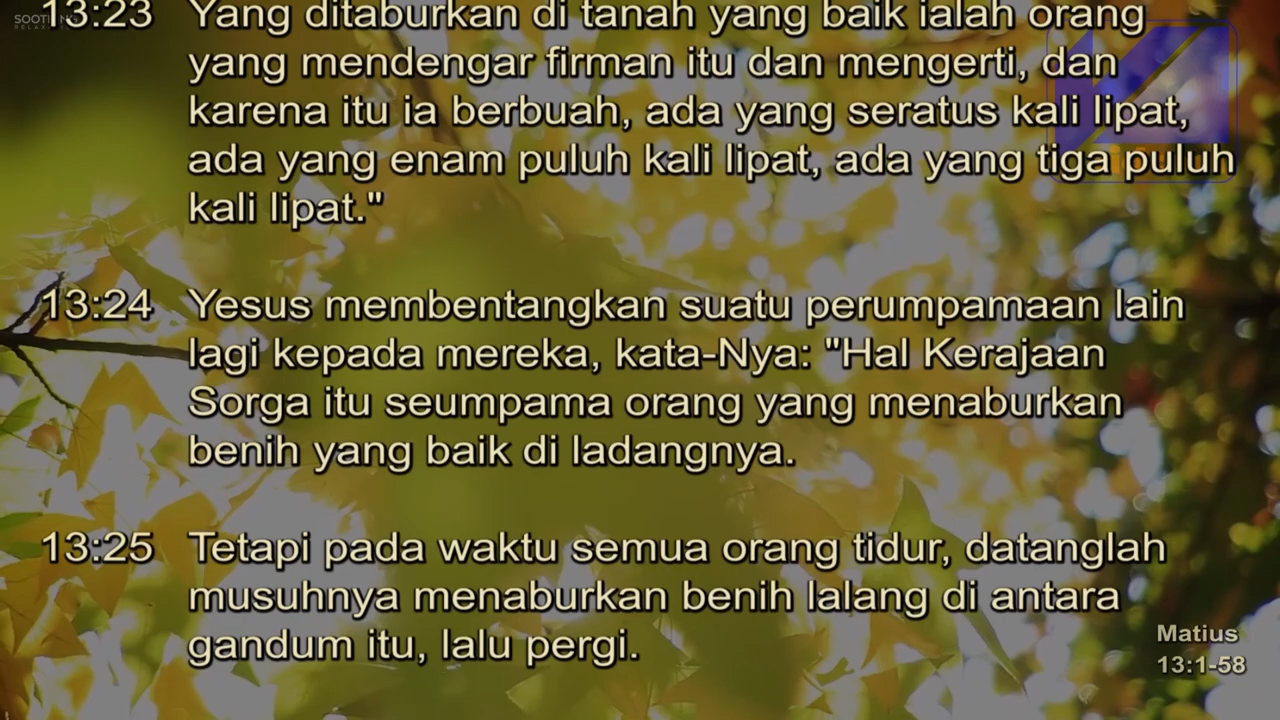 SOOTHING
RELAXATION
13:23 Yang ditaburkan di tanah yang baik ialah orang
yang mendengar firman itu dan mengerti, dan
karena itu ia berbuah, ada yang seratus kali lipat,
ada yang enam puluh kali lipat, ada yang tiga puluh
kali lipat."
13:24 Yesus membentangkan suatu perumpamaan lain
lagi kepada mereka, kata-Nya: "Hal Kerajaan
Sorga itu seumpama orang yang menaburkan
benih yang baik di ladangnya.
13:25 Tetapi pada waktu semua orang tidur, datanglah
musuhnya menaburkan benih lalang di antara
gandum itu, lalu pergi.
Matius
13:1-58